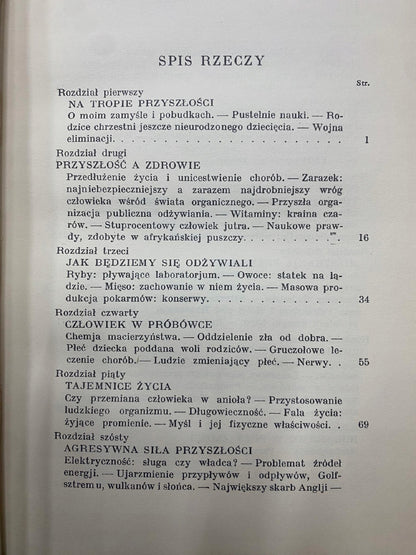 SPIS RZECZY
Str.
Rozdział pierwszy
NA TROPIE PRZYSZŁOŚCI
O moim zamyśle i pobudkach. — Pustelnie nauki. — Ro-
dzice chrzestni jeszcze nieurodzonego dziecięcia. — Wojna
eliminacji. . . . . . . . . . . . . . . . . 1
Rozdział drugi
PRZYSZŁOŚĆ A ZDROWIE
Przedłużenie życia i unicestwienie chorób. — Zarazek:
najniebezpieczniejszy a zarazem najdrobniejszy wróg
człowieka wśród świata organicznego. — Przyszła or-
ganizacja publiczna odżywiania. — Witaminy: kraina cza-
rów. — Stuprocentowy człowiek jutra. — Naukowe praw-
dy, zdobyte w afrykańskiej puszczy. . . . . . . 16
Rozdział trzeci
JAK BĘDZIEMY SIĘ ODŻYWIALI
Ryby: pływające laboratorjum. — Owoce: statek na lą-
dzie. — Mięso: zachowanie w niem życia. — Masowa pro-
dukcja pokarmów: konserwy. . . . . . . . . . 34
Rozdział czwarty
CZŁOWIEK W PRÓBÓWCE
Chemja macierzyństwa. — Oddzielenie zła od dobra. —
Płeć dziecka poddana woli rodziców. — Gruczołowe le-
czenie chorób. — Ludzie zmieniający płeć. — Nerwy. . 55
Rozdział piąty
TAJEMNICE ŻYCIA
Czy przemiana człowieka w anioła? — Przystosowanie
ludzkiego organizmu. — Długowieczność. — Fala życia:
żyjące promienie. — Myśl i jej fizyczne właściwości. . 69
Rozdział szósty
AGRESYWNA SIŁA PRZYSZŁOŚCI
Elektryczność: sługa czy władca? — Problemat źródeł
energji. — Ujarzmienie przypływów i odpływów, Golf-
sztremu, wulkanów i słońca. — Największy skarb Anglji —